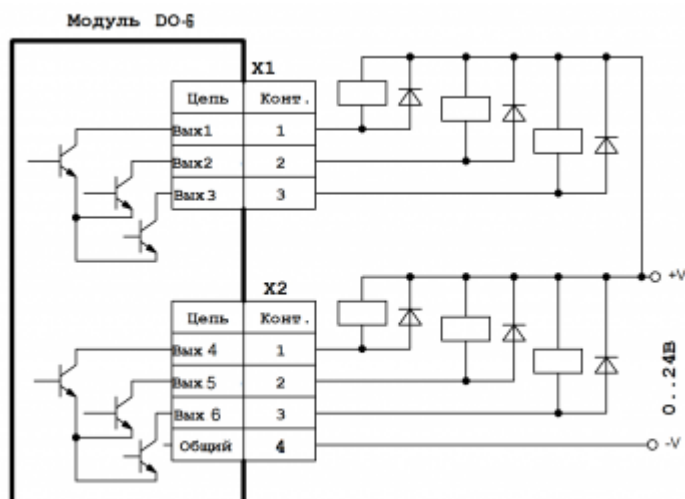 Модуль DO-6
X1
Цепь Конт.
Вых1 1
Вых2 2
Вых3 3
+V
X2
Цепь Конт.
Вых 4 1
Вых 5 2
Вых 6 3
Общий 4
0..24В
-V